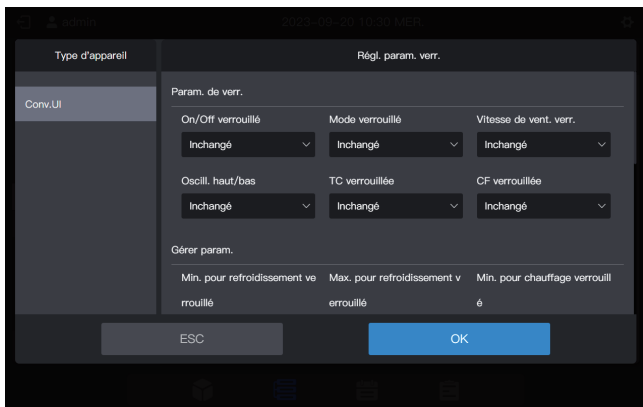 admin
2023-09-20 10:30 MER.
Type d'appareil
Régl. param. verr.
Conv.UI
Param. de verr.
On/Off verrouillé Mode verrouillé Vitesse de vent. verr.
Inchangé Inchangé Inchangé
Oscill. haut/bas TC verrouillée CF verrouillée
Inchangé Inchangé Inchangé
Gérer param.
Min. pour refroidissement ve Max. pour refroidissement v Min. pour chauffage verrouill
rrouillé errouillé é
ESC OK